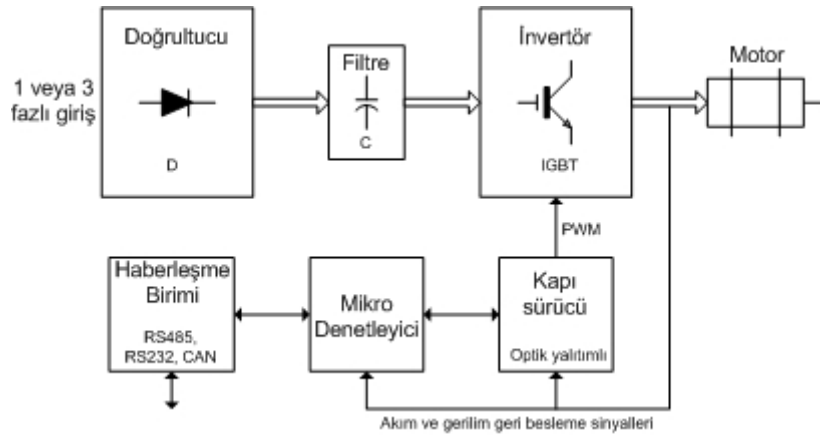 1 veya 3
fazlı giriş
Doğrultucu
D
Filtre
C
İnvertör
IGBT
Motor
PWM
Haberleşme
Birimi
RS485,
RS232, CAN
Mikro
Denetleyici
Kapı
sürücü
Optik yalıtımlı
Akım ve gerilim geri besleme sinyalleri